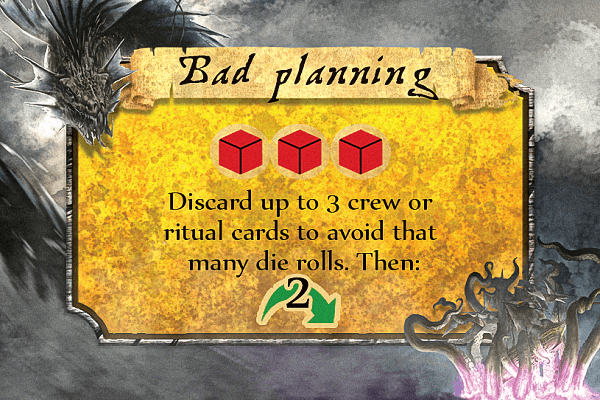 Bad planning
Discard up to 3 crew or
ritual cards to avoid that
many die rolls. Then:
2